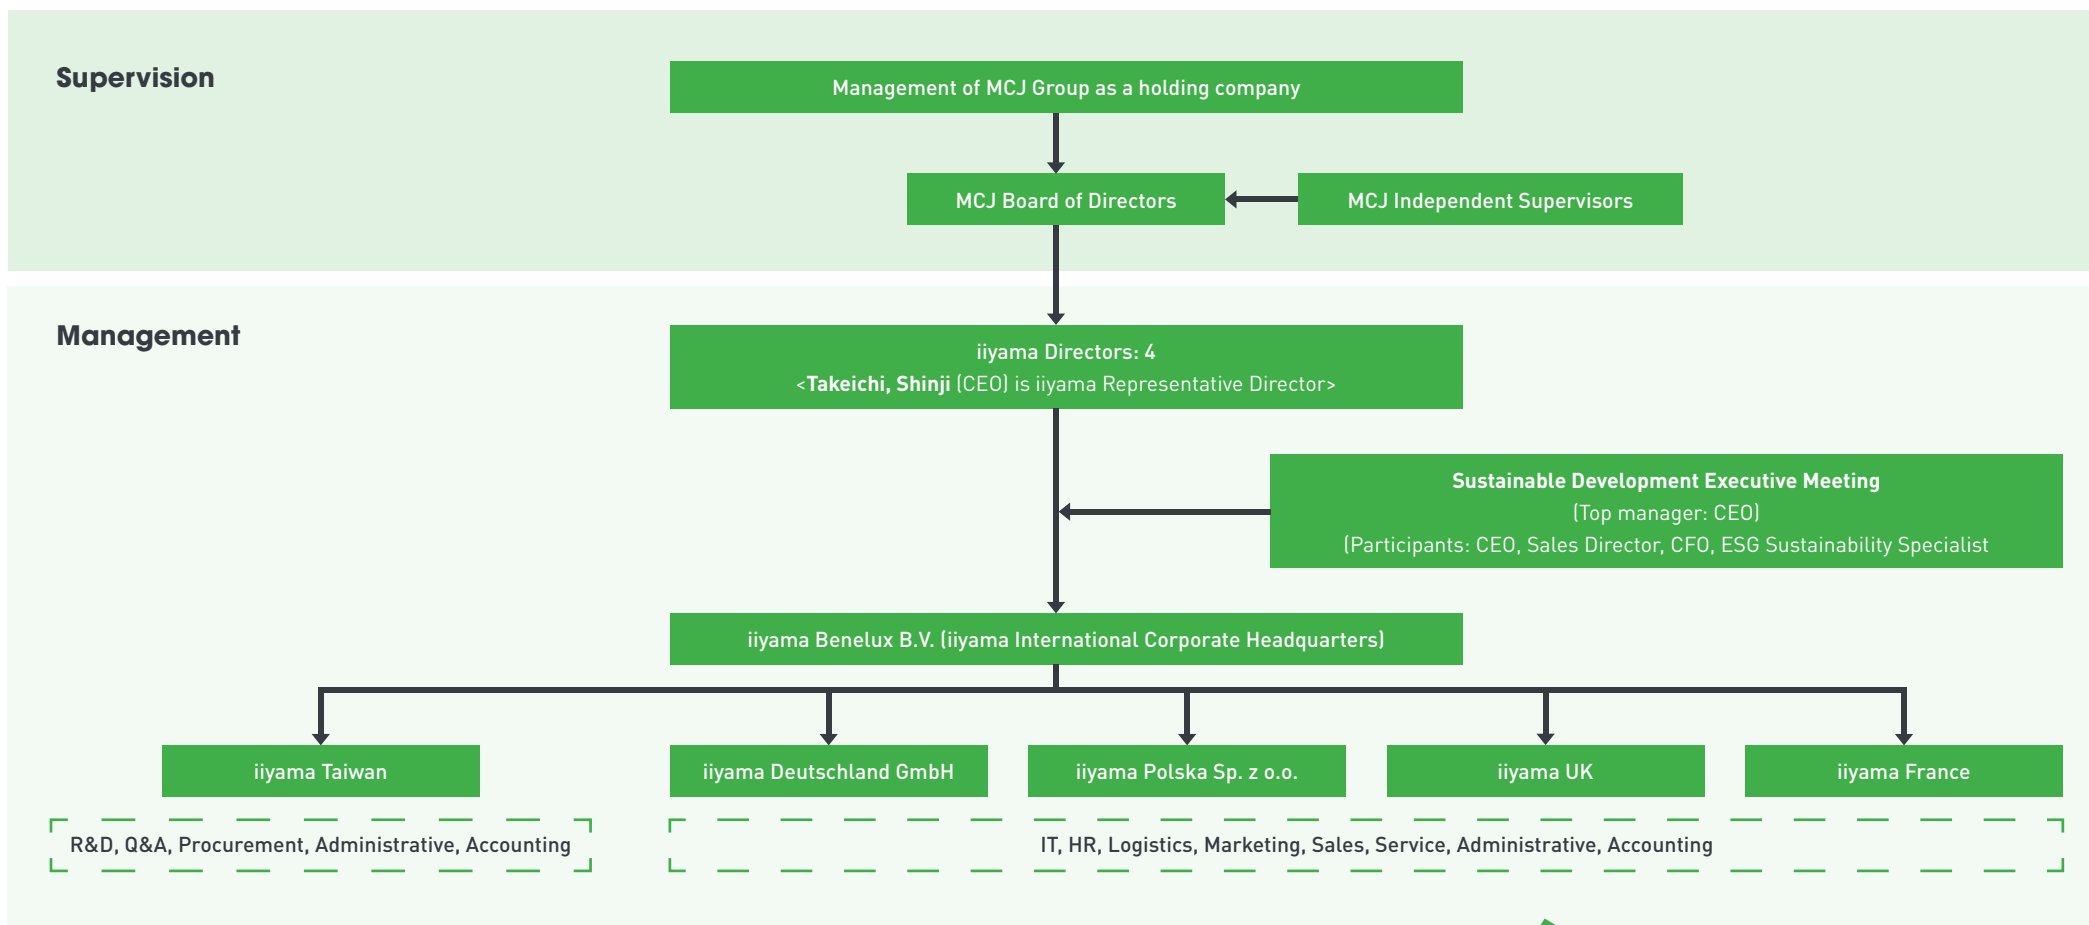 Supervision
Management of MCJ Group as a holding company
MCJ Board of Directors
MCJ Independent Supervisors
Management
iiyama Directors: 4
<Takeichi, Shinji (CEO) is iiyama Representative Director>
Sustainable Development Executive Meeting
(Top manager: CEO)
(Participants: CEO, Sales Director, CFO, ESG Sustainability Specialist
iiyama Benelux B.V. (iiyama International Corporate Headquarters)
iiyama Taiwan
iiyama Deutschland GmbH
iiyama Polska Sp. z o.o.
iiyama UK
iiyama France
R&D, Q&A, Procurement, Administrative, Accounting
IT, HR, Logistics, Marketing, Sales, Service, Administrative, Accounting